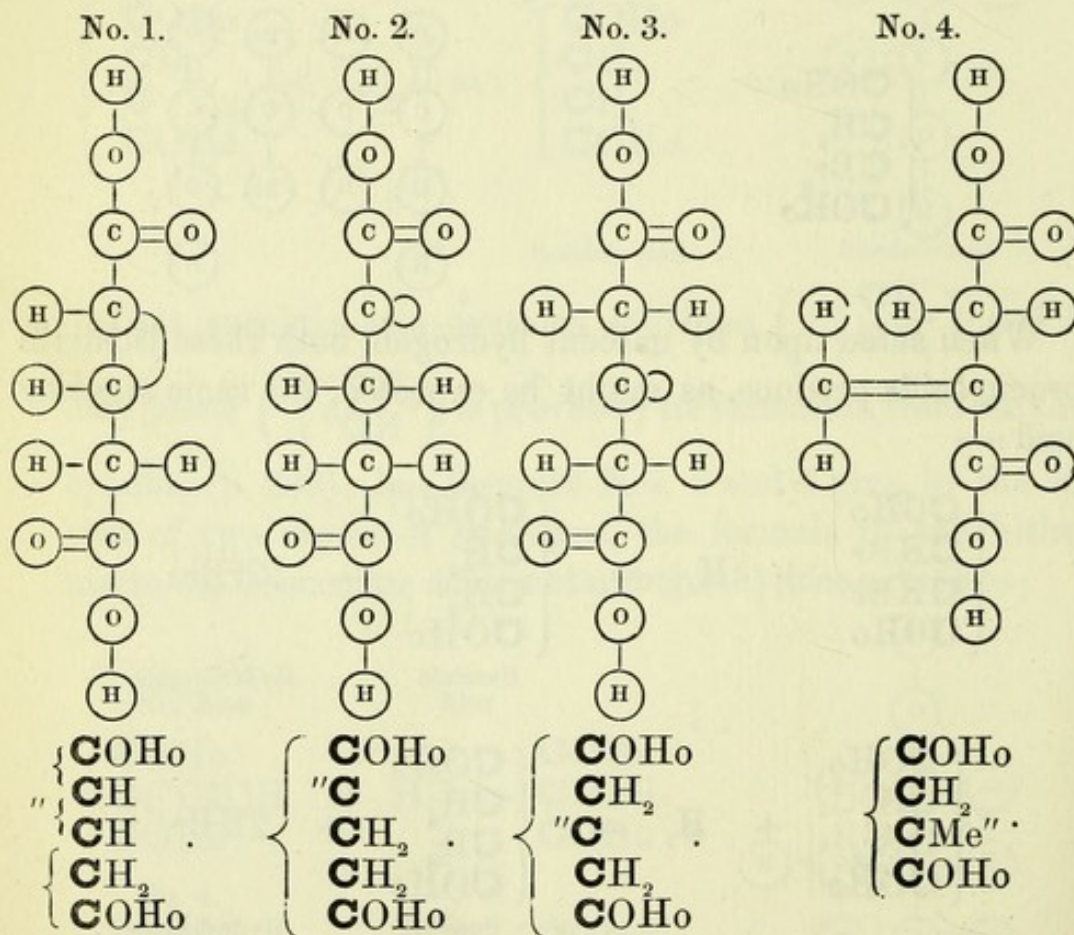 No. 1. No. 2. No. 3. No. 4.
H H H H
O O O O
C=O C=O C=O C=O
H-C C H-C-H H H-C-H
H-C H-C-H C C=C
H-C-H H-C-H H-C-H H C=O
O=C O=C O=C O
O O O H
H H H
COHo COHo COHo COHo
CH "C CH₂ CH₂
" CH . CH₂ . "C . CMe" .
CH₂ CH₂ CH₂ COHo
COHo COHo COHo